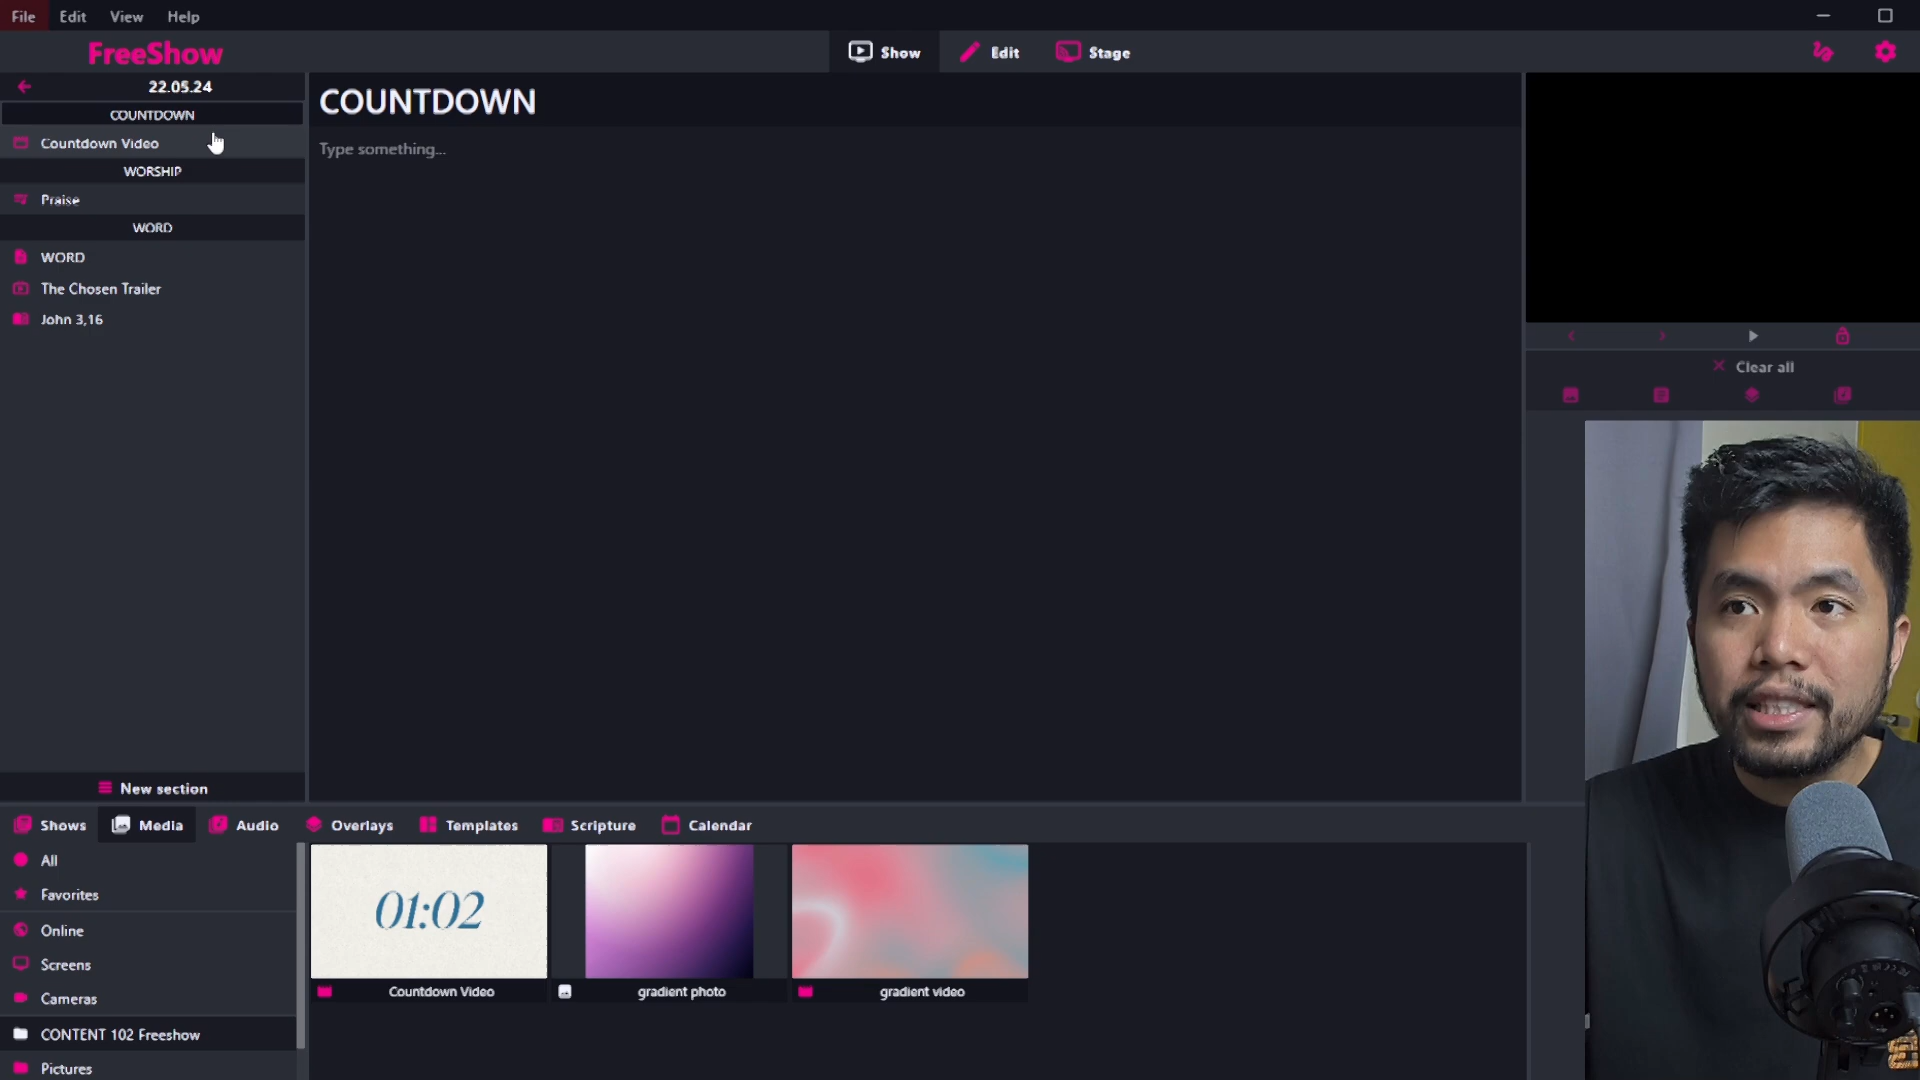 File Edit View Help
FreeShow
Show Edit Stage
22.05.24
COUNTDOWN
Countdown Video
WORSHIP
Praise
WORD
WORD
The Chosen Trailer
John 3,16
New section
COUNTDOWN
Type something...
Clear all
Shows Media Audio Overlays Templates Scripture Calendar
All
Favorites
Online
Screens
Cameras
CONTENT 102 Freeshow
Pictures
01:02
Countdown Video
gradient photo
gradient video